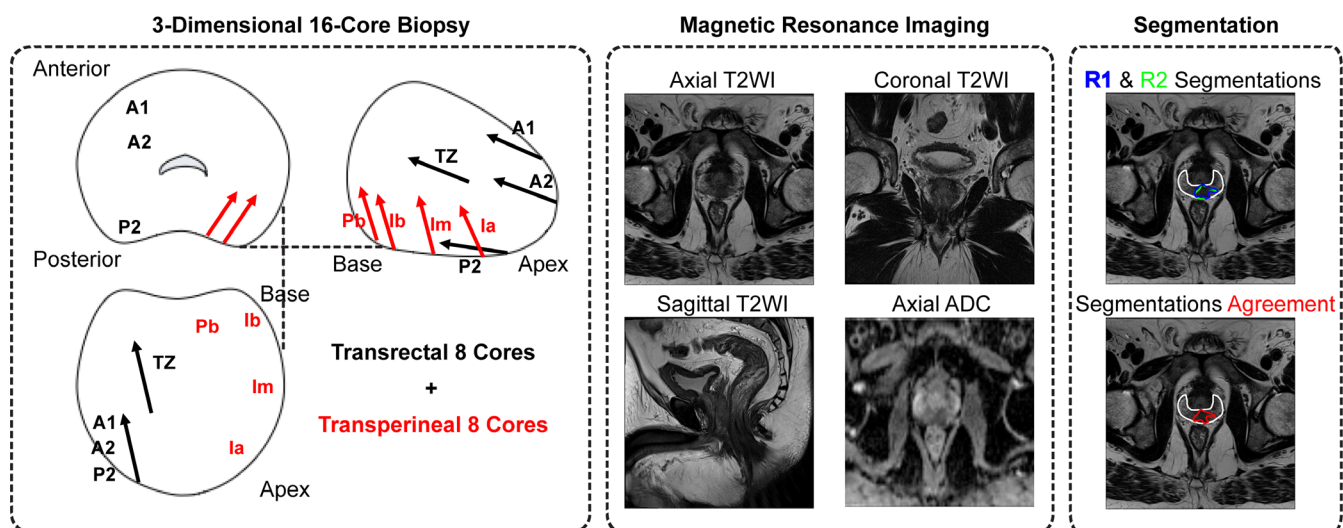 3-Dimensional 16-Core Biopsy
Anterior
A1
A2
P2
Posterior
A1
TZ
A2
Pb
Ib
Im
Ia
P2
Base
Apex
Base
Pb
Ib
TZ
Im
A1
A2
P2
Ia
Apex
Transrectal 8 Cores
+
Transperineal 8 Cores
Magnetic Resonance Imaging
Axial T2WI
Coronal T2WI
Sagittal T2WI
Axial ADC
Segmentation
R1 & R2 Segmentations
Segmentations Agreement